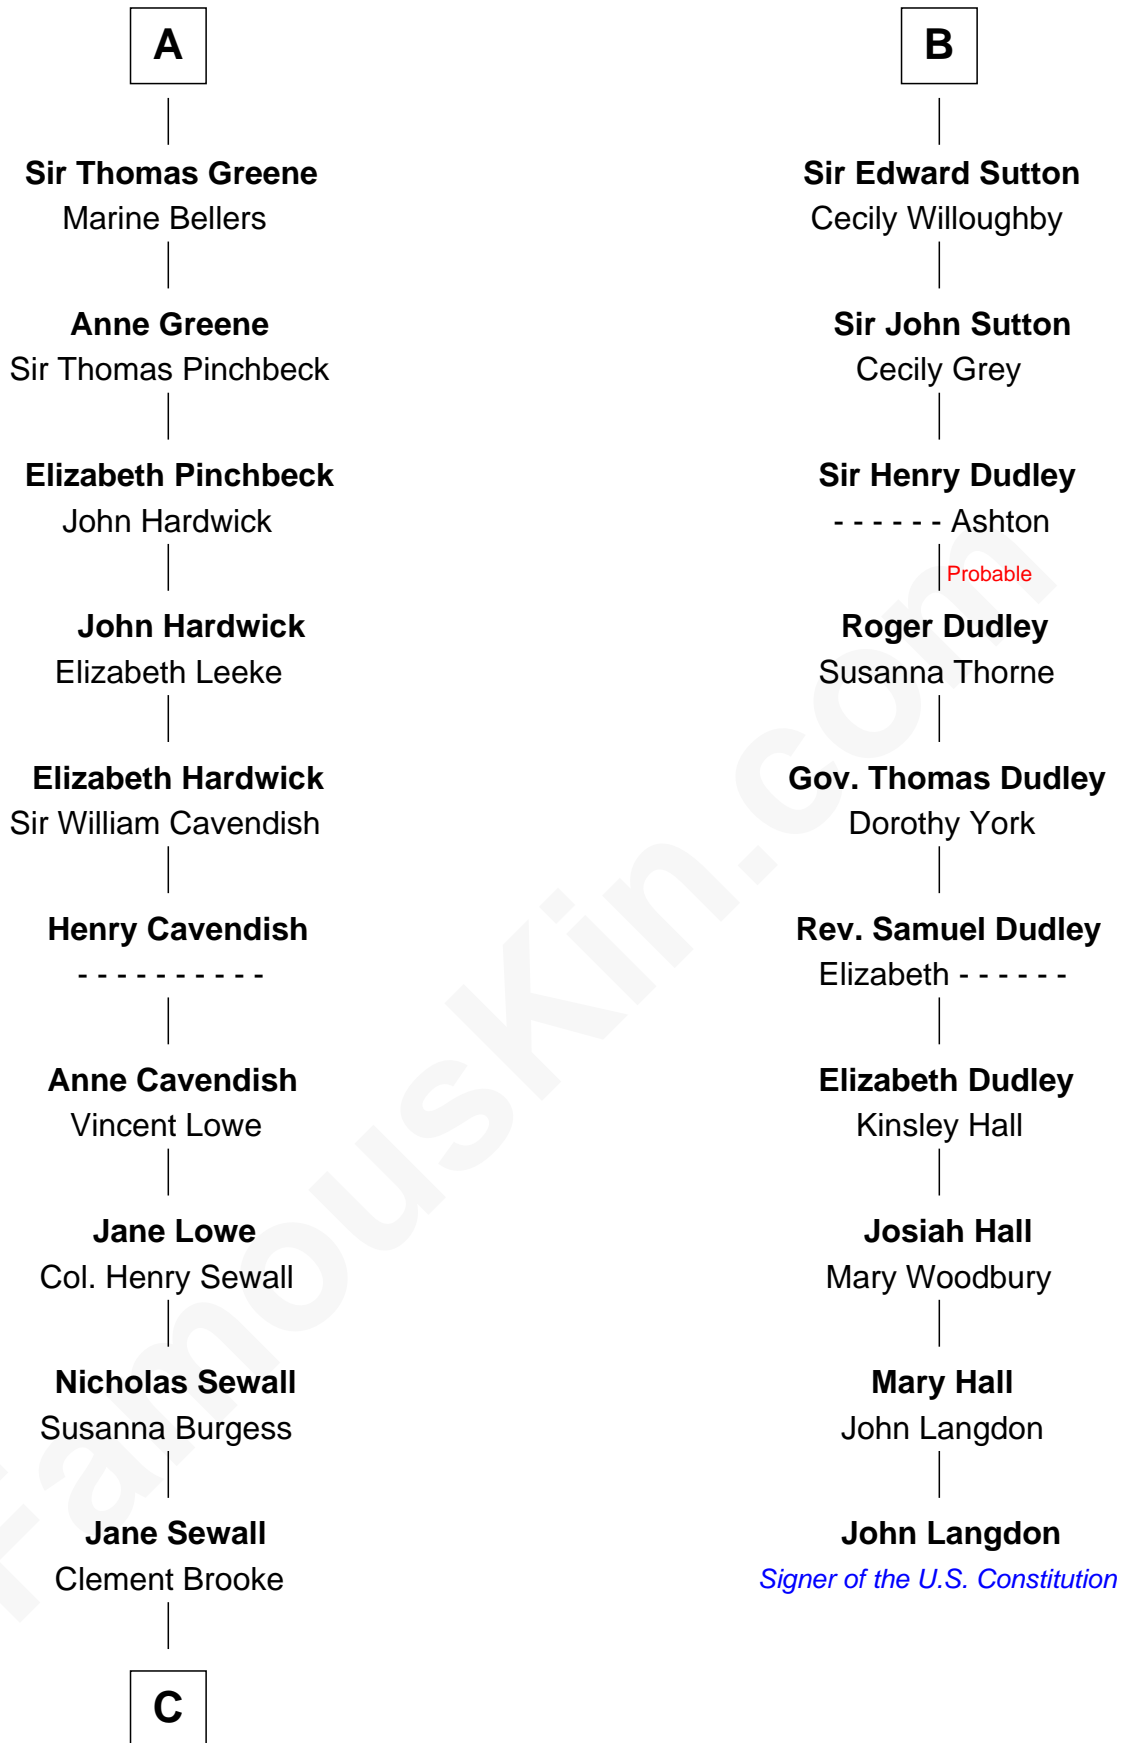 A
Sir Thomas Greene
Marine Bellers
Anne Greene
Sir Thomas Pinchbeck
Elizabeth Pinchbeck
John Hardwick
John Hardwick
Elizabeth Leeke
Elizabeth Hardwick
Sir William Cavendish
Henry Cavendish
- - - - - - - - - -
Anne Cavendish
Vincent Lowe
Jane Lowe
Col. Henry Sewall
Nicholas Sewall
Susanna Burgess
Jane Sewall
Clement Brooke
C
B
Sir Edward Sutton
Cecily Willoughby
Sir John Sutton
Cecily Grey
Sir Henry Dudley
- - - - - - Ashton
Probable
Roger Dudley
Susanna Thorne
Gov. Thomas Dudley
Dorothy York
Rev. Samuel Dudley
Elizabeth - - - - - -
Elizabeth Dudley
Kinsley Hall
Josiah Hall
Mary Woodbury
Mary Hall
John Langdon
John Langdon
Signer of the U.S. Constitution
FamousKin.com